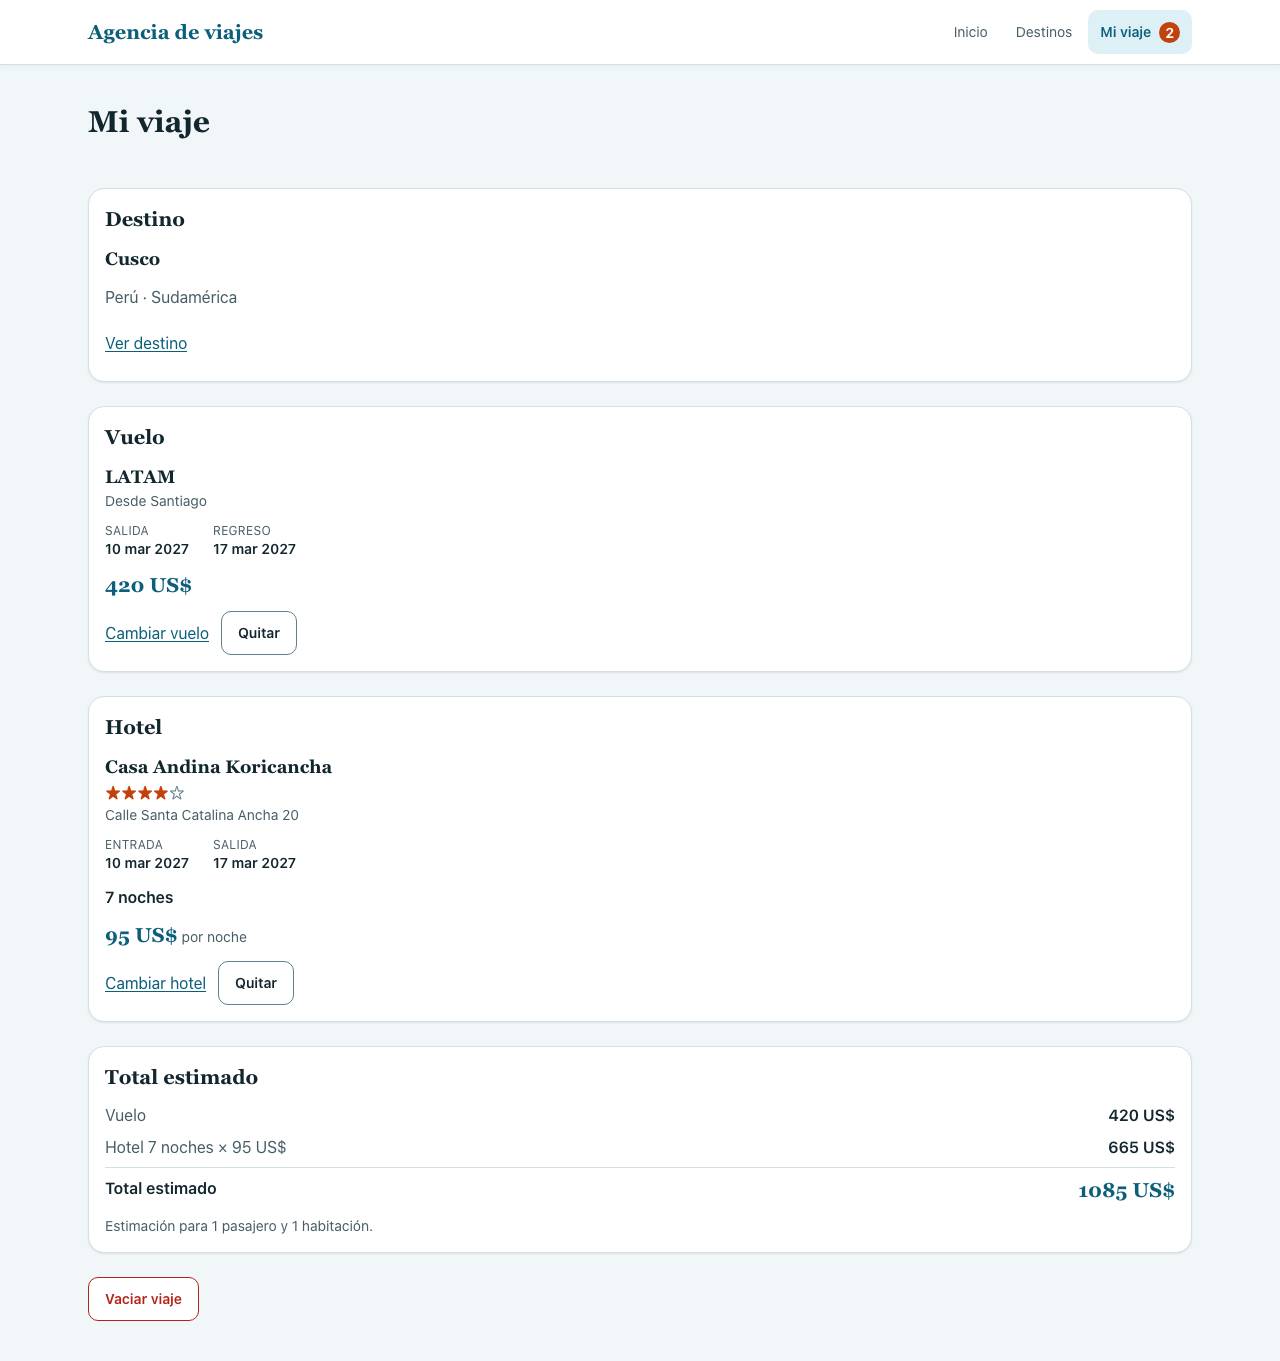 Agencia de viajes
Inicio Destinos Mi viaje 2
Mi viaje
Destino
Cusco
Perú · Sudamérica
Ver destino
Vuelo
LATAM
Desde Santiago
SALIDA REGRESO
10 mar 2027 17 mar 2027
420 US$
Cambiar vuelo Quitar
Hotel
Casa Andina Koricancha
★★★★☆
Calle Santa Catalina Ancha 20
ENTRADA SALIDA
10 mar 2027 17 mar 2027
7 noches
95 US$ por noche
Cambiar hotel Quitar
Total estimado
Vuelo 420 US$
Hotel 7 noches × 95 US$ 665 US$
Total estimado 1085 US$
Estimación para 1 pasajero y 1 habitación.
Vaciar viaje